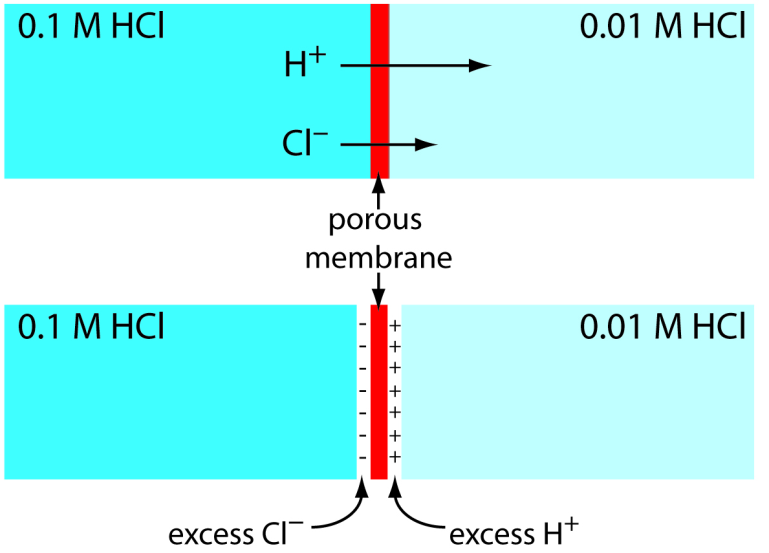 0.1 M HCl
0.01 M HCl
H⁺
Cl⁻
porous
membrane
0.1 M HCl
0.01 M HCl
- +
- +
- +
- +
- +
- +
- +
excess Cl⁻
excess H⁺